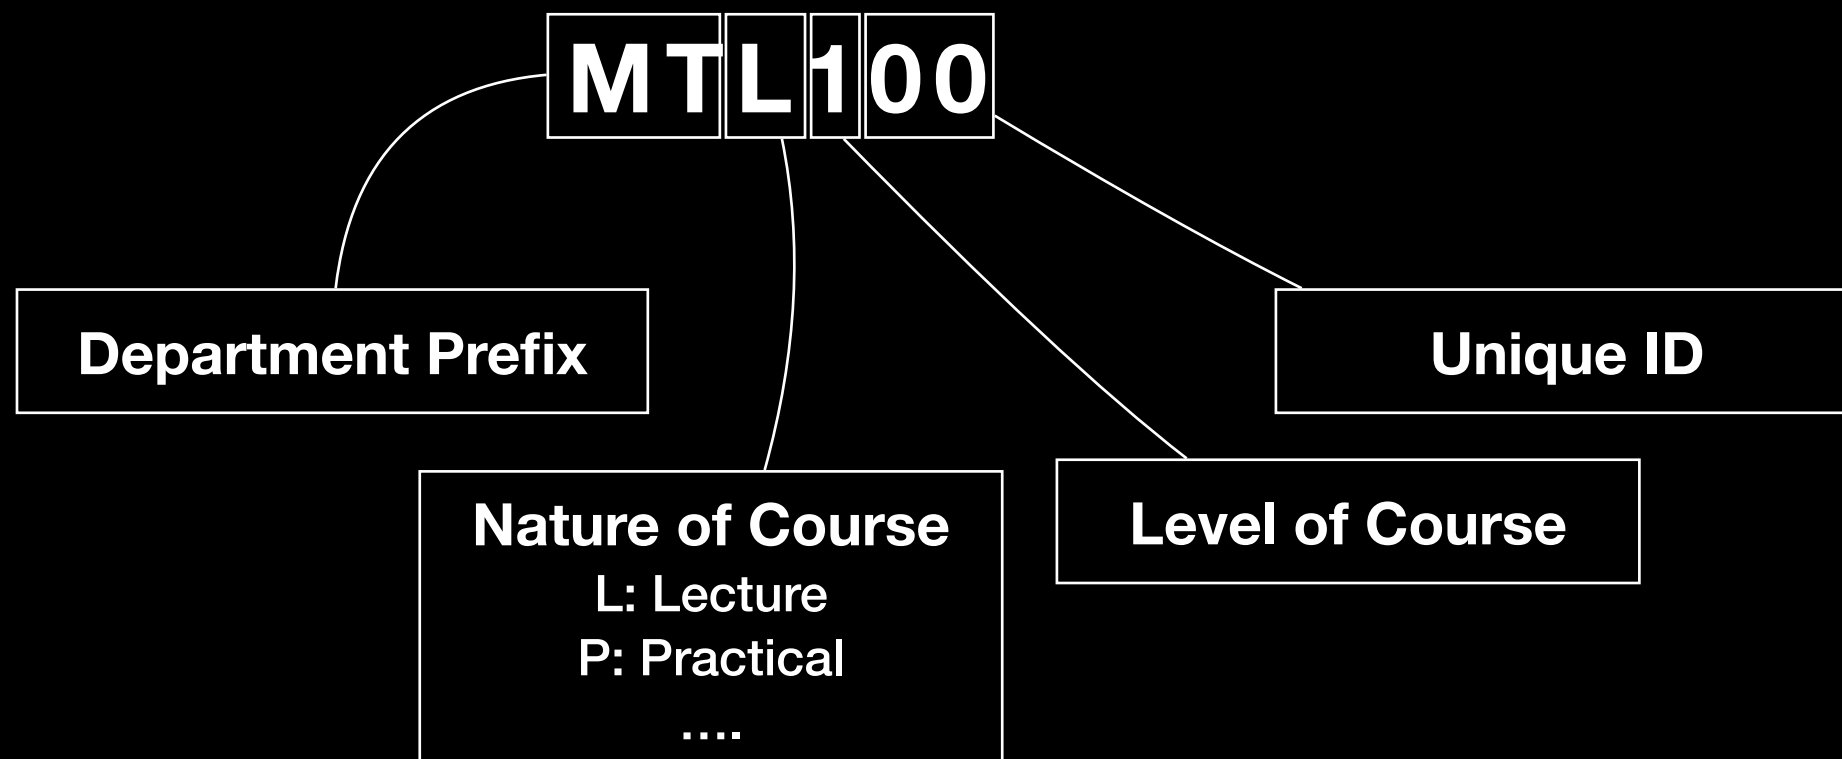 MTL100
Department Prefix
Unique ID
Nature of Course
L: Lecture
P: Practical
....
Level of Course